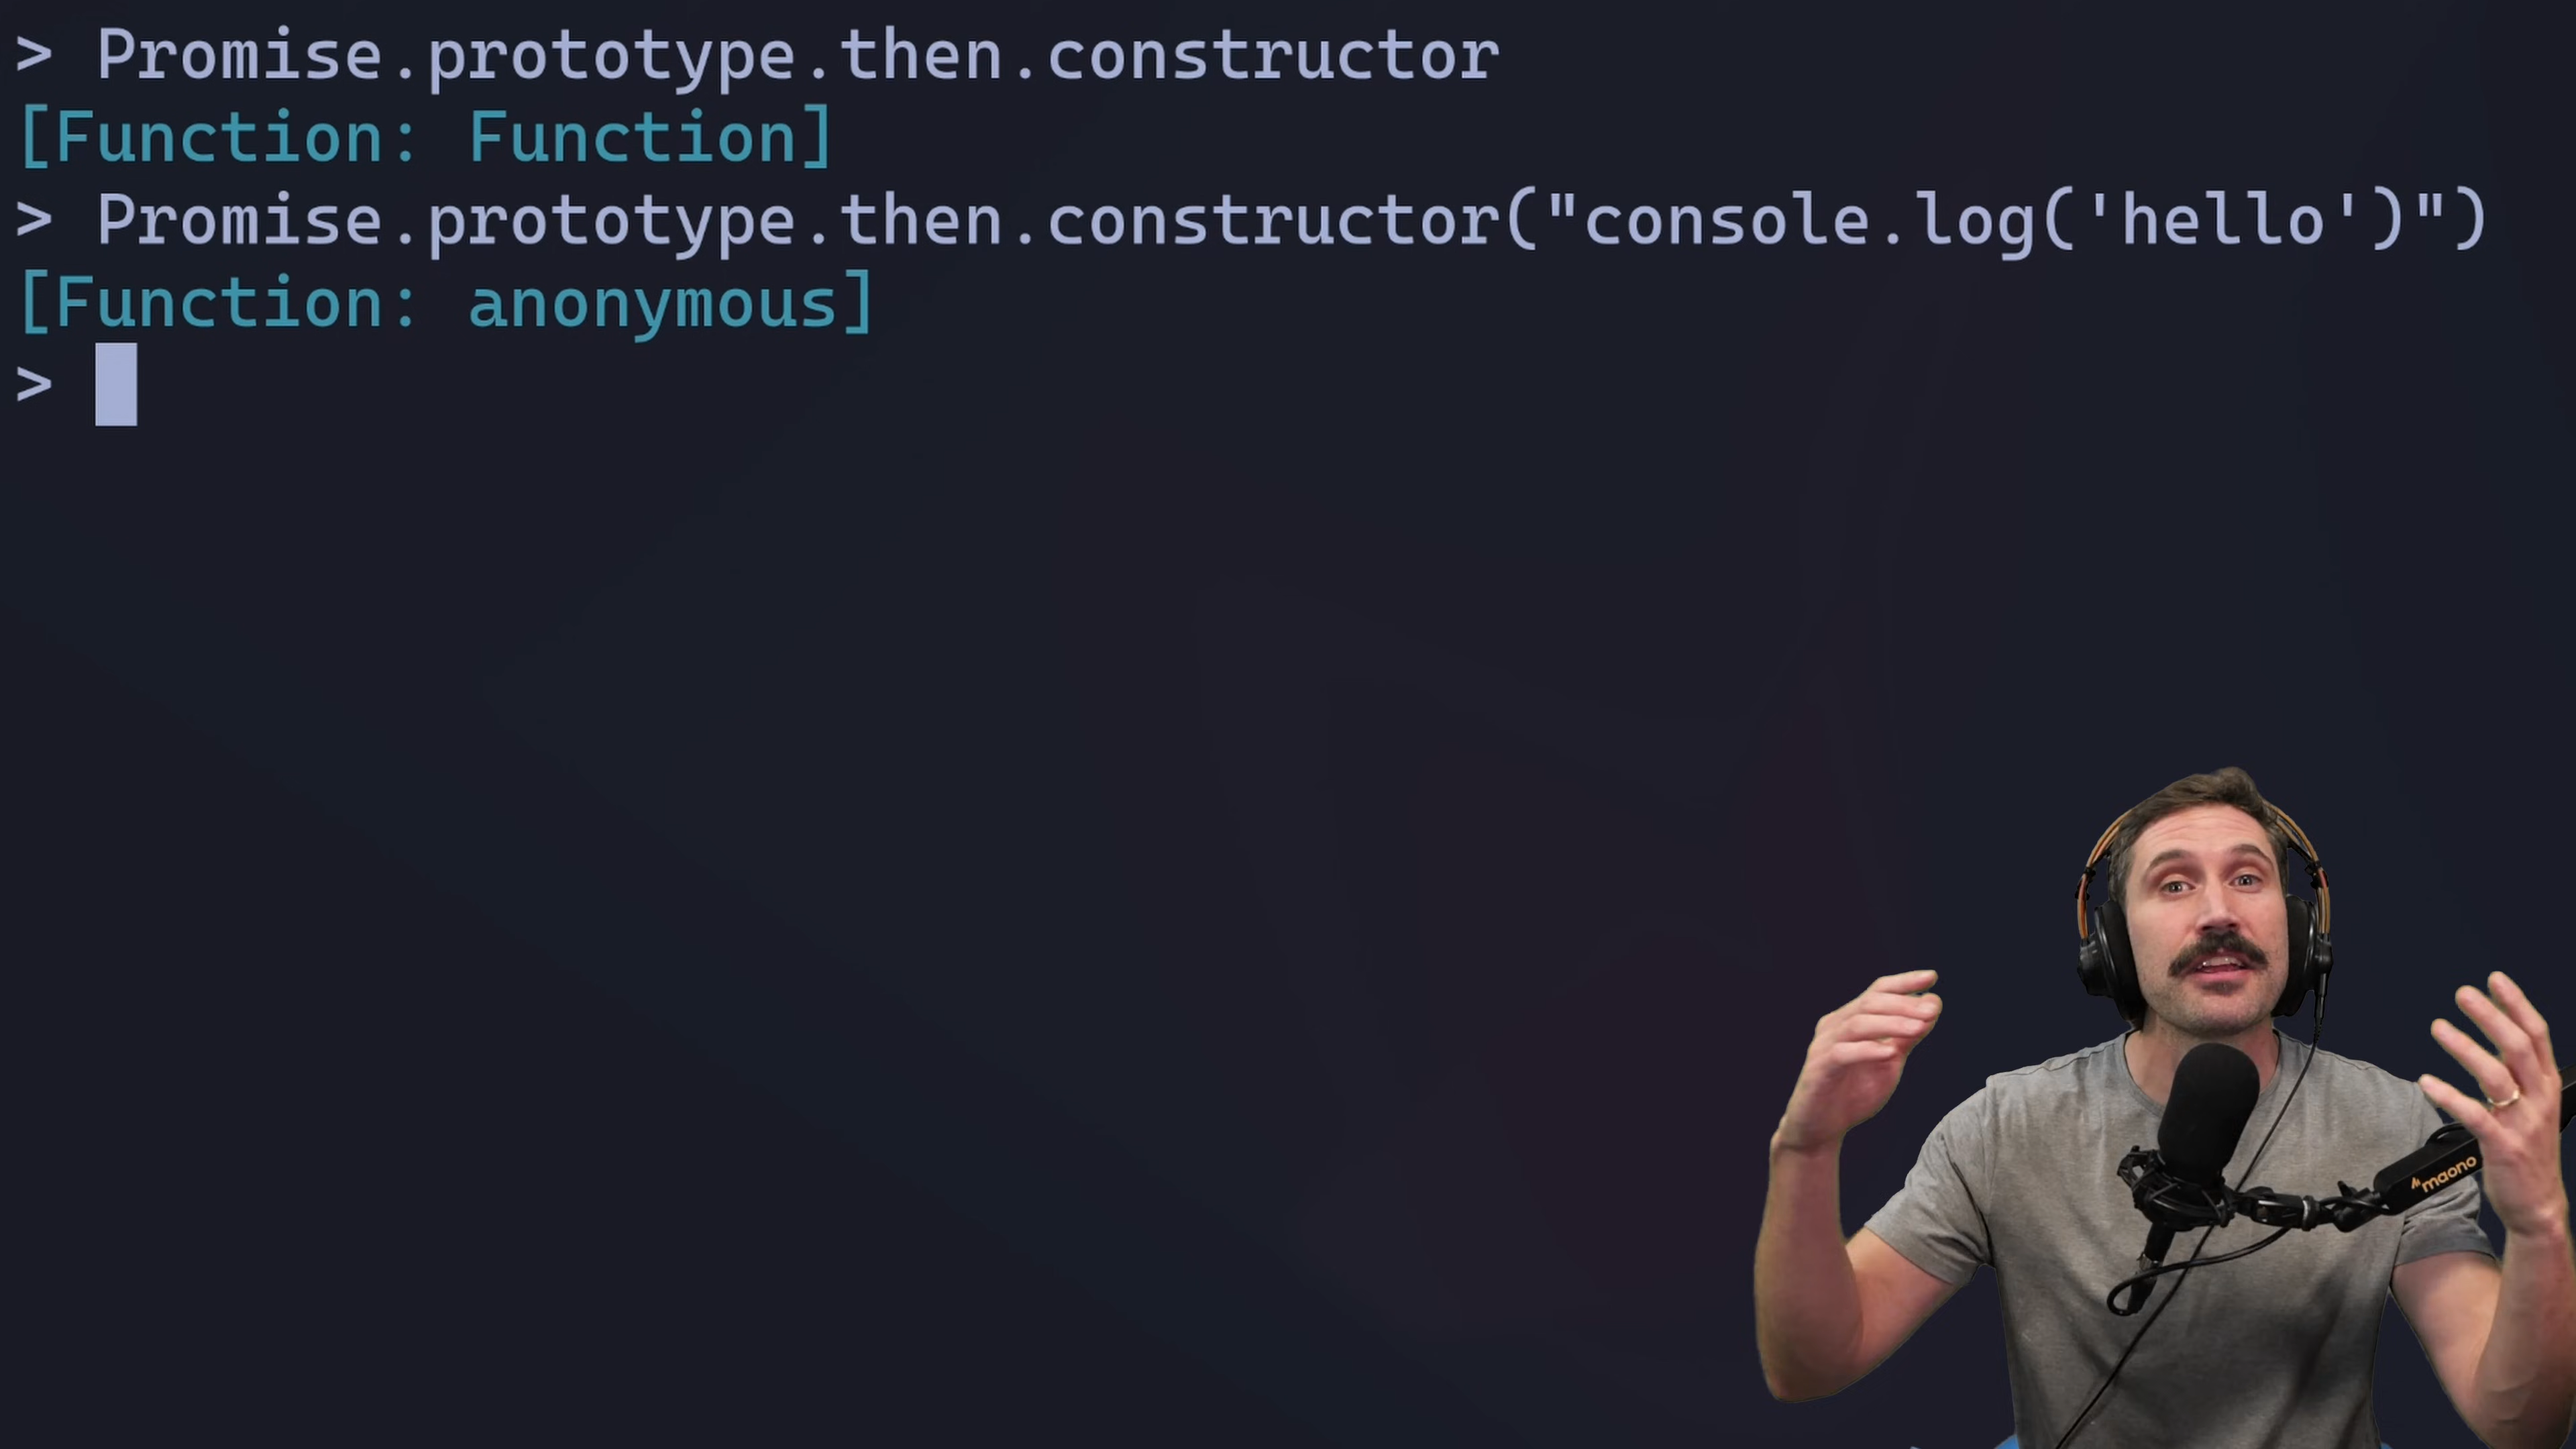 > Promise.prototype.then.constructor
[Function: Function]
> Promise.prototype.then.constructor("console.log('hello')")
[Function: anonymous]
>
maono